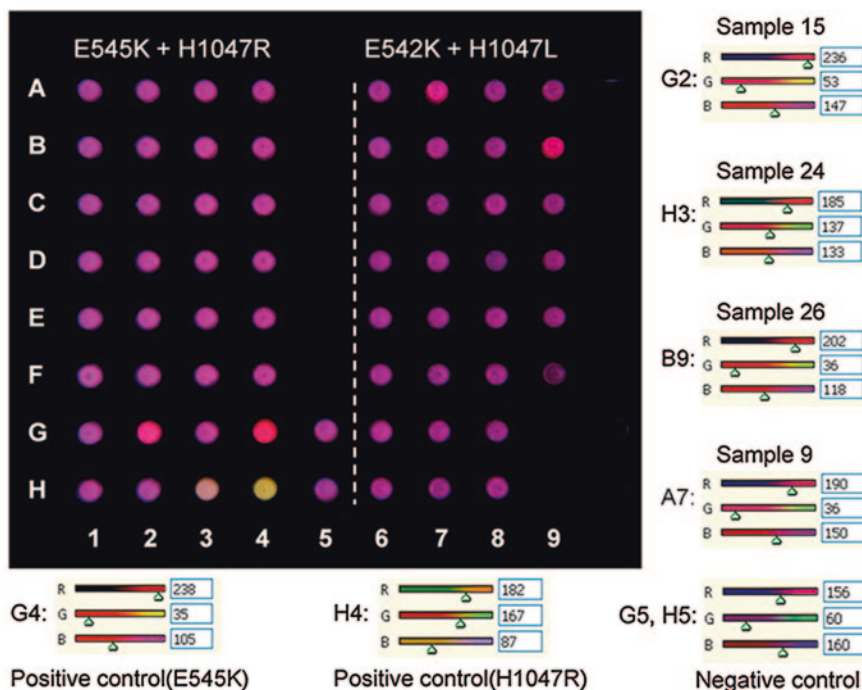 E545K + H1047R
E542K + H1047L
A
B
C
D
E
F
G
H
1 2 3 4 5 6 7 8 9
Sample 15
G2:
R 236
G 53
B 147
Sample 24
H3:
R 185
G 137
B 133
Sample 26
B9:
R 202
G 36
B 118
Sample 9
A7:
R 190
G 36
B 150
G4:
R 238
G 35
B 105
Positive control(E545K)
H4:
R 182
G 167
B 87
Positive control(H1047R)
G5, H5:
R 156
G 60
B 160
Negative control